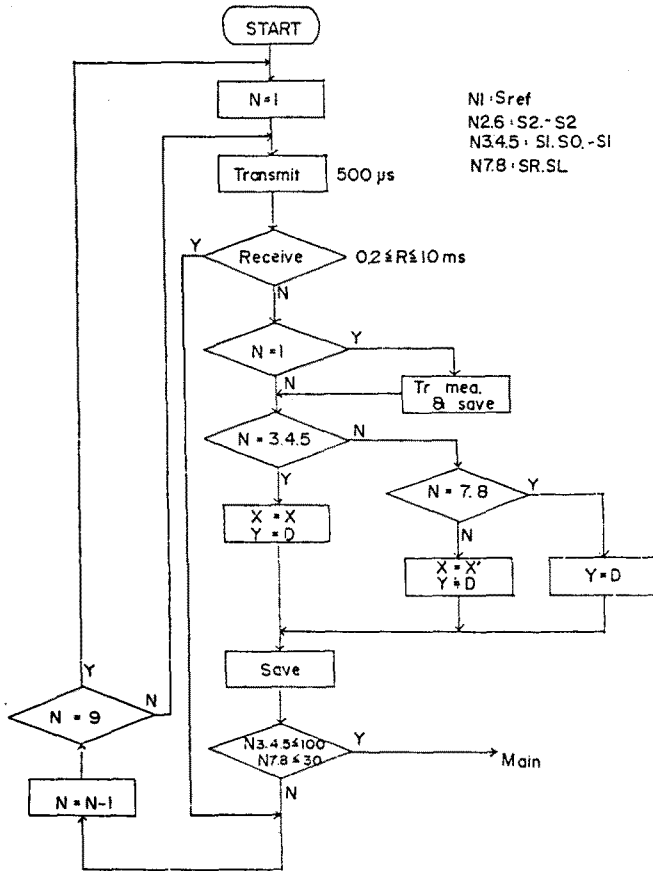 START
N=1
N1:Sref
N2.6:S2.-S2
N3.4.5:S1.S0.-S1
N7.8:SR.SL
Transmit
500 μs
Y
Receive
0.2≦R≦10ms
N
N=1
Y
N
Tr mea.
& save
N = 3.4.5
N
Y
N = 7.8
Y
X = X
Y = D
N
X = X'
Y = D
Y=D
Save
Y
N = 9
N
N3.4.5≤100
N7.8≤30
Y
Main
N
N = N-1